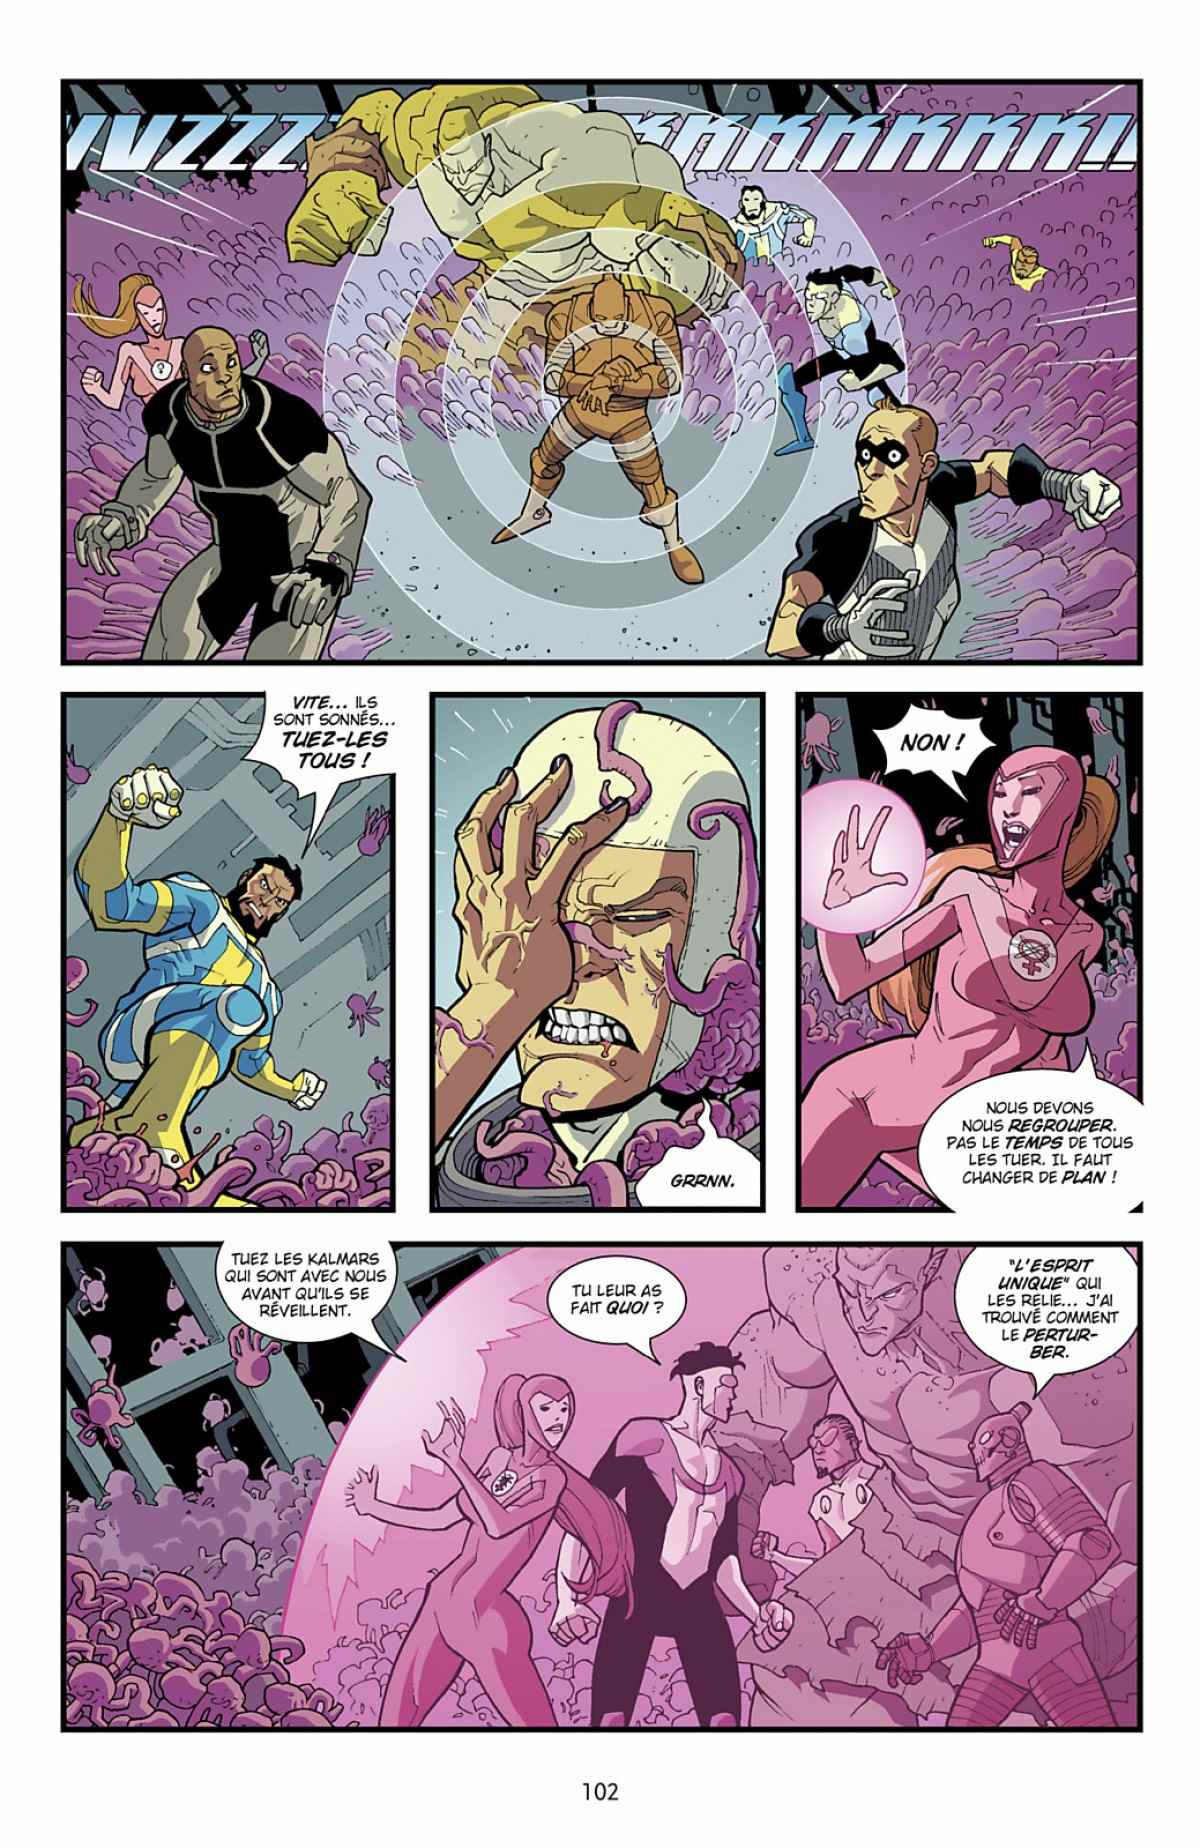 VVZZZZ
KKKKKKKK!!
VITE... ILS
SONT SONNÉS...
TUEZ-LES
TOUS !
GRRNN.
NON !
NOUS DEVONS
NOUS REGROUPER.
PAS LE TEMPS DE TOUS
LES TUER. IL FAUT
CHANGER DE PLAN !
TUEZ LES KALMARS
QUI SONT AVEC NOUS
AVANT QU'ILS SE
RÉVEILLENT.
TU LEUR AS
FAIT QUOI ?
"L'ESPRIT
UNIQUE" QUI
LES RELIE... J'AI
TROUVÉ COMMENT
LE PERTUR-
BER.
102